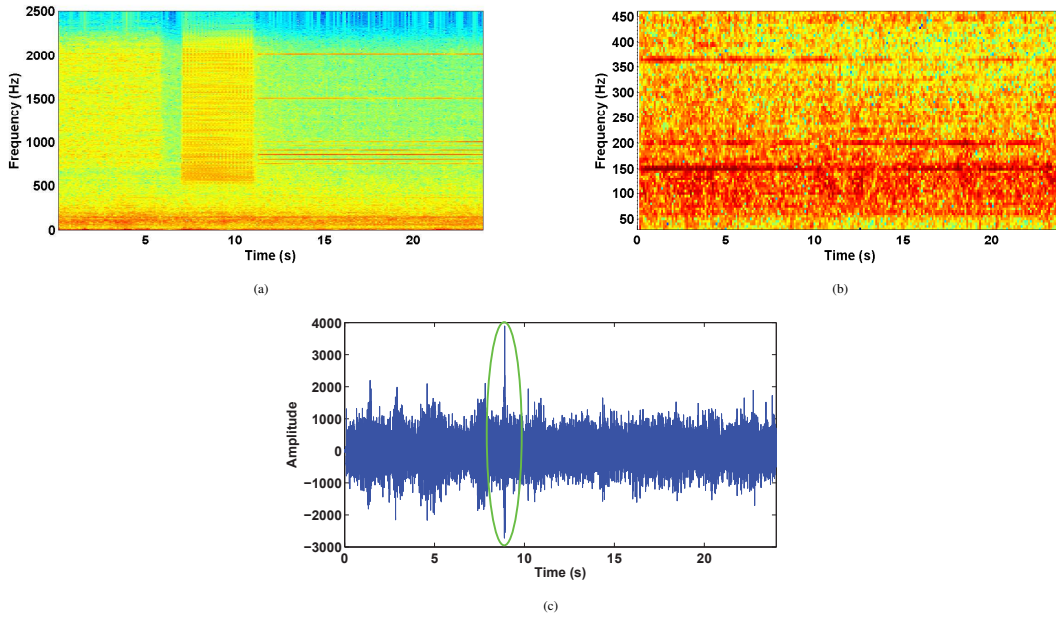 2500
2000
1500
1000
500
0
Frequency (Hz)
5 10 15 20
Time (s)
(a)
450
400
350
300
250
200
150
100
50
Frequency (Hz)
0 5 10 15 20
Time (s)
(b)
4000
3000
2000
1000
0
−1000
−2000
−3000
Amplitude
0 5 10 15 20
Time (s)
(c)